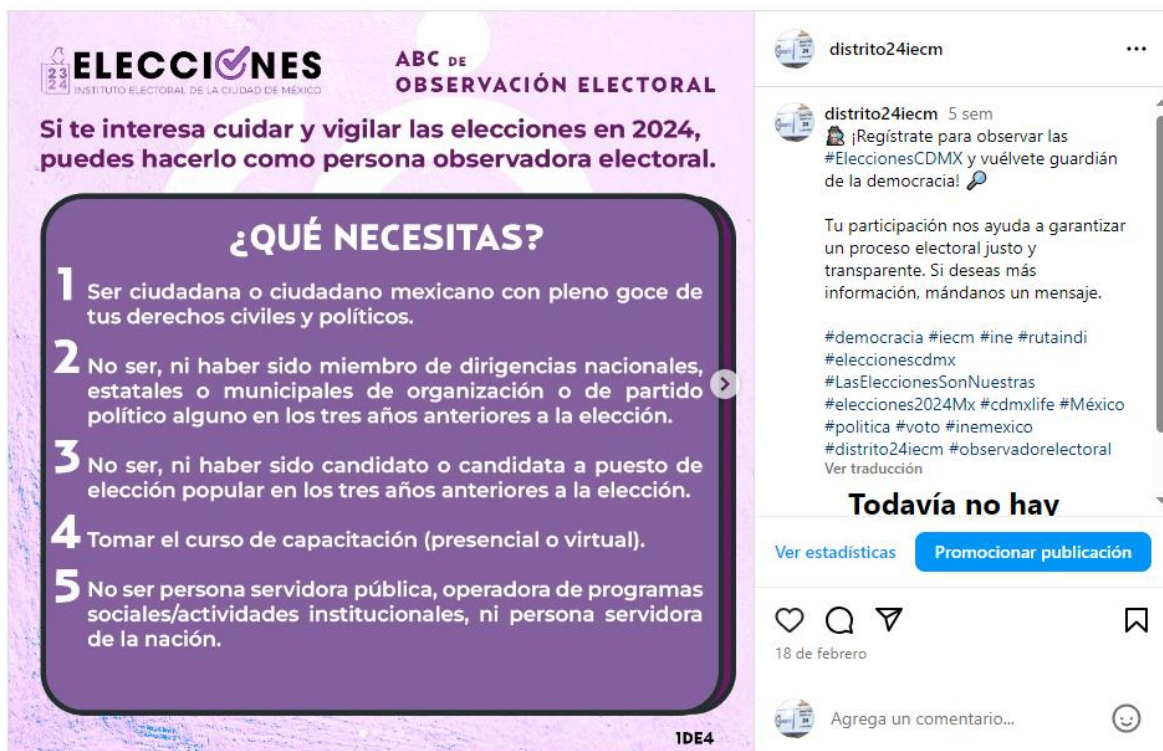 23
24
ELECCIONES
INSTITUTO ELECTORAL DE LA CIUDAD DE MÉXICO
ABC DE
OBSERVACIÓN ELECTORAL
Si te interesa cuidar y vigilar las elecciones en 2024,
puedes hacerlo como persona observadora electoral.
¿QUÉ NECESITAS?
1 Ser ciudadana o ciudadano mexicano con pleno goce de
tus derechos civiles y políticos.
2 No ser, ni haber sido miembro de dirigencias nacionales,
estatales o municipales de organización o de partido
político alguno en los tres años anteriores a la elección.
3 No ser, ni haber sido candidato o candidata a puesto de
elección popular en los tres años anteriores a la elección.
4 Tomar el curso de capacitación (presencial o virtual).
5 No ser persona servidora pública, operadora de programas
sociales/actividades institucionales, ni persona servidora
de la nación.
1DE4
distrito24iecm
distrito24iecm 5 sem
¡Regístrate para observar las
#EleccionesCDMX y vuélvete guardián
de la democracia!
Tu participación nos ayuda a garantizar
un proceso electoral justo y
transparente. Si deseas más
información, mándanos un mensaje.
#democracia #iecm #ine #rutaindi
#eleccionescdmx
#LasEleccionesSonNuestras
#elecciones2024Mx #cdmxlife #México
#politica #voto #inemexico
#distrito24iecm #observadorelectoral
Ver traducción
Todavía no hay
Ver estadísticas
Promocionar publicación
18 de febrero
Agrega un comentario...